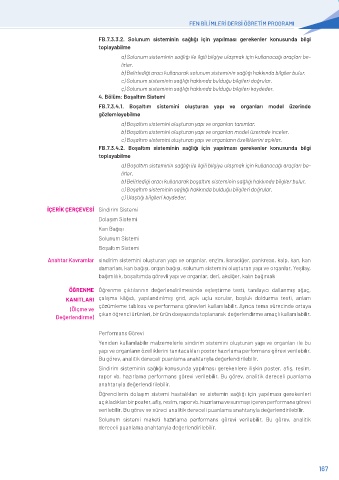 FEN BİLİMLERİ DERSİ ÖĞRETİM PROGRAMI
FB.7.3.3.2. Solunum sisteminin sağlığı için yapılması gerekenler konusunda bilgi
toplayabilme
a) Solunum sisteminin sağlığı ile ilgili bilgiye ulaşmak için kullanacağı araçları be-
lirler.
b) Belirlediği aracı kullanarak solunum sisteminin sağlığı hakkında bilgiler bulur.
c) Solunum sisteminin sağlığı hakkında bulduğu bilgileri doğrular.
ç) Solunum sisteminin sağlığı hakkında bulduğu bilgileri kaydeder.
4. Bölüm: Boşaltım Sistemi
FB.7.3.4.1. Boşaltım sistemini oluşturan yapı ve organları model üzerinde
gözlemleyebilme
a) Boşaltım sistemini oluşturan yapı ve organları tanımlar.
b) Boşaltım sistemini oluşturan yapı ve organları model üzerinde inceler.
c) Boşaltım sistemini oluşturan yapı ve organların özelliklerini açıklar.
FB.7.3.4.2. Boşaltım sisteminin sağlığı için yapılması gerekenler konusunda bilgi
toplayabilme
a) Boşaltım sisteminin sağlığı ile ilgili bilgiye ulaşmak için kullanacağı araçları be-
lirler.
b) Belirlediği aracı kullanarak boşaltım sisteminin sağlığı hakkında bilgiler bulur.
c) Boşaltım sisteminin sağlığı hakkında bulduğu bilgileri doğrular.
ç) Ulaştığı bilgileri kaydeder.
İÇERİK ÇERÇEVESİ Sindirim Sistemi
Dolaşım Sistemi
Kan Bağışı
Solunum Sistemi
Boşaltım Sistemi
Anahtar Kavramlar sindirim sistemini oluşturan yapı ve organlar, enzim, karaciğer, pankreas, kalp, kan, kan
damarları, kan bağışı, organ bağışı, solunum sistemini oluşturan yapı ve organlar, Yeşilay,
bağımlılık, boşaltımda görevli yapı ve organlar, deri, akciğer, kalın bağırsak
ÖĞRENME Öğrenme çıktılarının değerlendirilmesinde eşleştirme testi, tanılayıcı dallanmış ağaç,
KANITLARI çalışma kâğıdı, yapılandırılmış grid, açık uçlu sorular, boşluk doldurma testi, anlam
(Ölçme ve çözümleme tablosu ve performans görevleri kullanılabilir. Ayrıca tema sürecinde ortaya
Değerlendirme) çıkan öğrenci ürünleri, bir ürün dosyasında toplanarak değerlendirme amaçlı kullanılabilir.
Performans Görevi
Yeniden kullanılabilir malzemelerle sindirim sistemini oluşturan yapı ve organları ile bu
yapı ve organların özelliklerini tanıtacakları poster hazırlama performans görevi verilebilir.
Bu görev, analitik dereceli puanlama anahtarıyla değerlendirilebilir.
Sindirim sisteminin sağlığı konusunda yapılması gerekenlere ilişkin poster, afiş, resim,
rapor vb. hazırlama performans görevi verilebilir. Bu görev, analitik dereceli puanlama
anahtarıyla değerlendirilebilir.
Öğrencilerin dolaşım sistemi hastalıkları ve sistemin sağlığı için yapılması gerekenleri
açıkladıkları bir poster, afiş, resim, rapor vb. hazırlama ve sunmayı içeren performans görevi
verilebilir. Bu görev ve süreci analitik dereceli puanlama anahtarıyla değerlendirilebilir.
Solunum sistemi maketi hazırlama performans görevi verilebilir. Bu görev, analitik
dereceli puanlama anahtarıyla değerlendirilebilir.
167